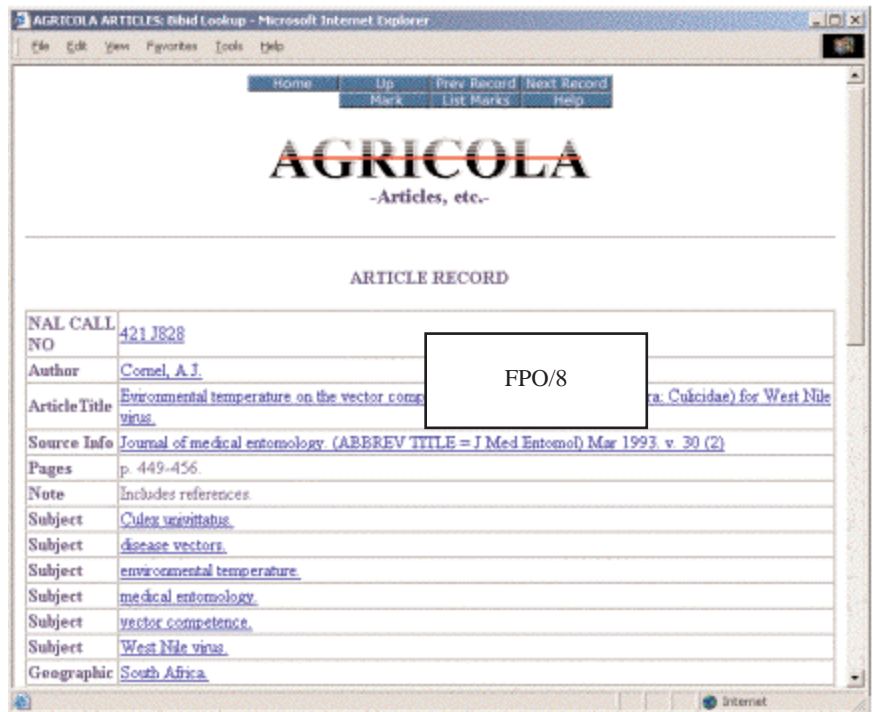 AGRICOLA ARTICLES: Bibid Lookup - Microsoft Internet Explorer
File Edit View Favorites Tools Help
Home Up Prev Record Next Record
Mark List Marks Help
AGRICOLA
-Articles, etc.-
ARTICLE RECORD
NAL CALL NO 421 J828
Author Cornel, A.J.
Article Title Evironmental temperature on the vector comp
FPO/8
ra: Culicidae) for West Nile
virus.
Source Info Journal of medical entomology. (ABBREV TITLE = J Med Entomol) Mar 1993. v. 30 (2)
Pages p. 449-456.
Note Includes references.
Subject Culex univittatus.
Subject disease vectors.
Subject environmental temperature.
Subject medical entomology.
Subject vector competence.
Subject West Nile virus.
Geographic South Africa.
Internet